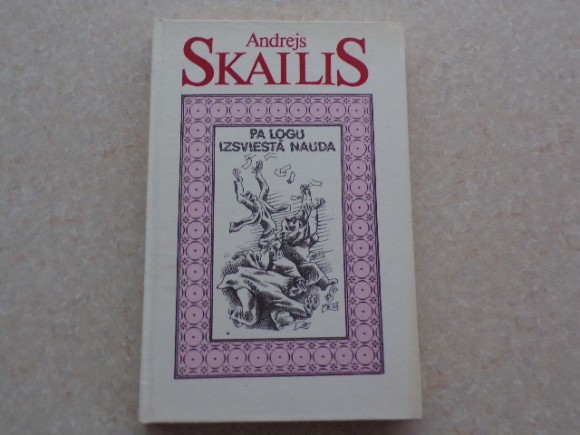 Andrejs
SKAILIS
PA LOGU
IZSVIESTĀ NAUDA